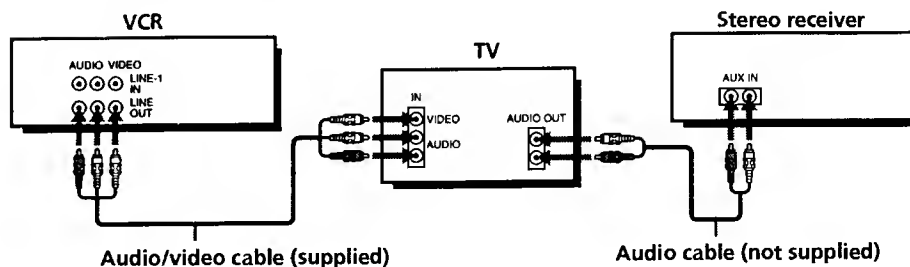 VCR
AUDIO VIDEO
LINE-1
IN
LINE
OUT
TV
IN
VIDEO
AUDIO
AUDIO OUT
Stereo receiver
AUX IN
Audio/video cable (supplied)
Audio cable (not supplied)